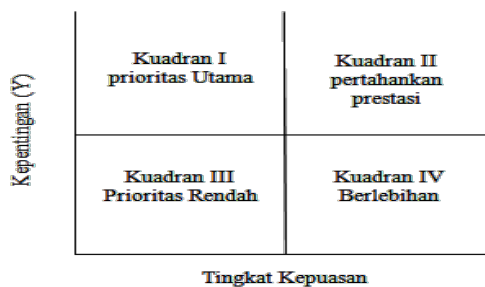 Kuadran I
prioritas Utama
Kuadran II
pertahankan
prestasi
Kepentingan (Ȳ)
Kuadran III
Prioritas Rendah
Kuadran IV
Berlebihan
Tingkat Kepuasan